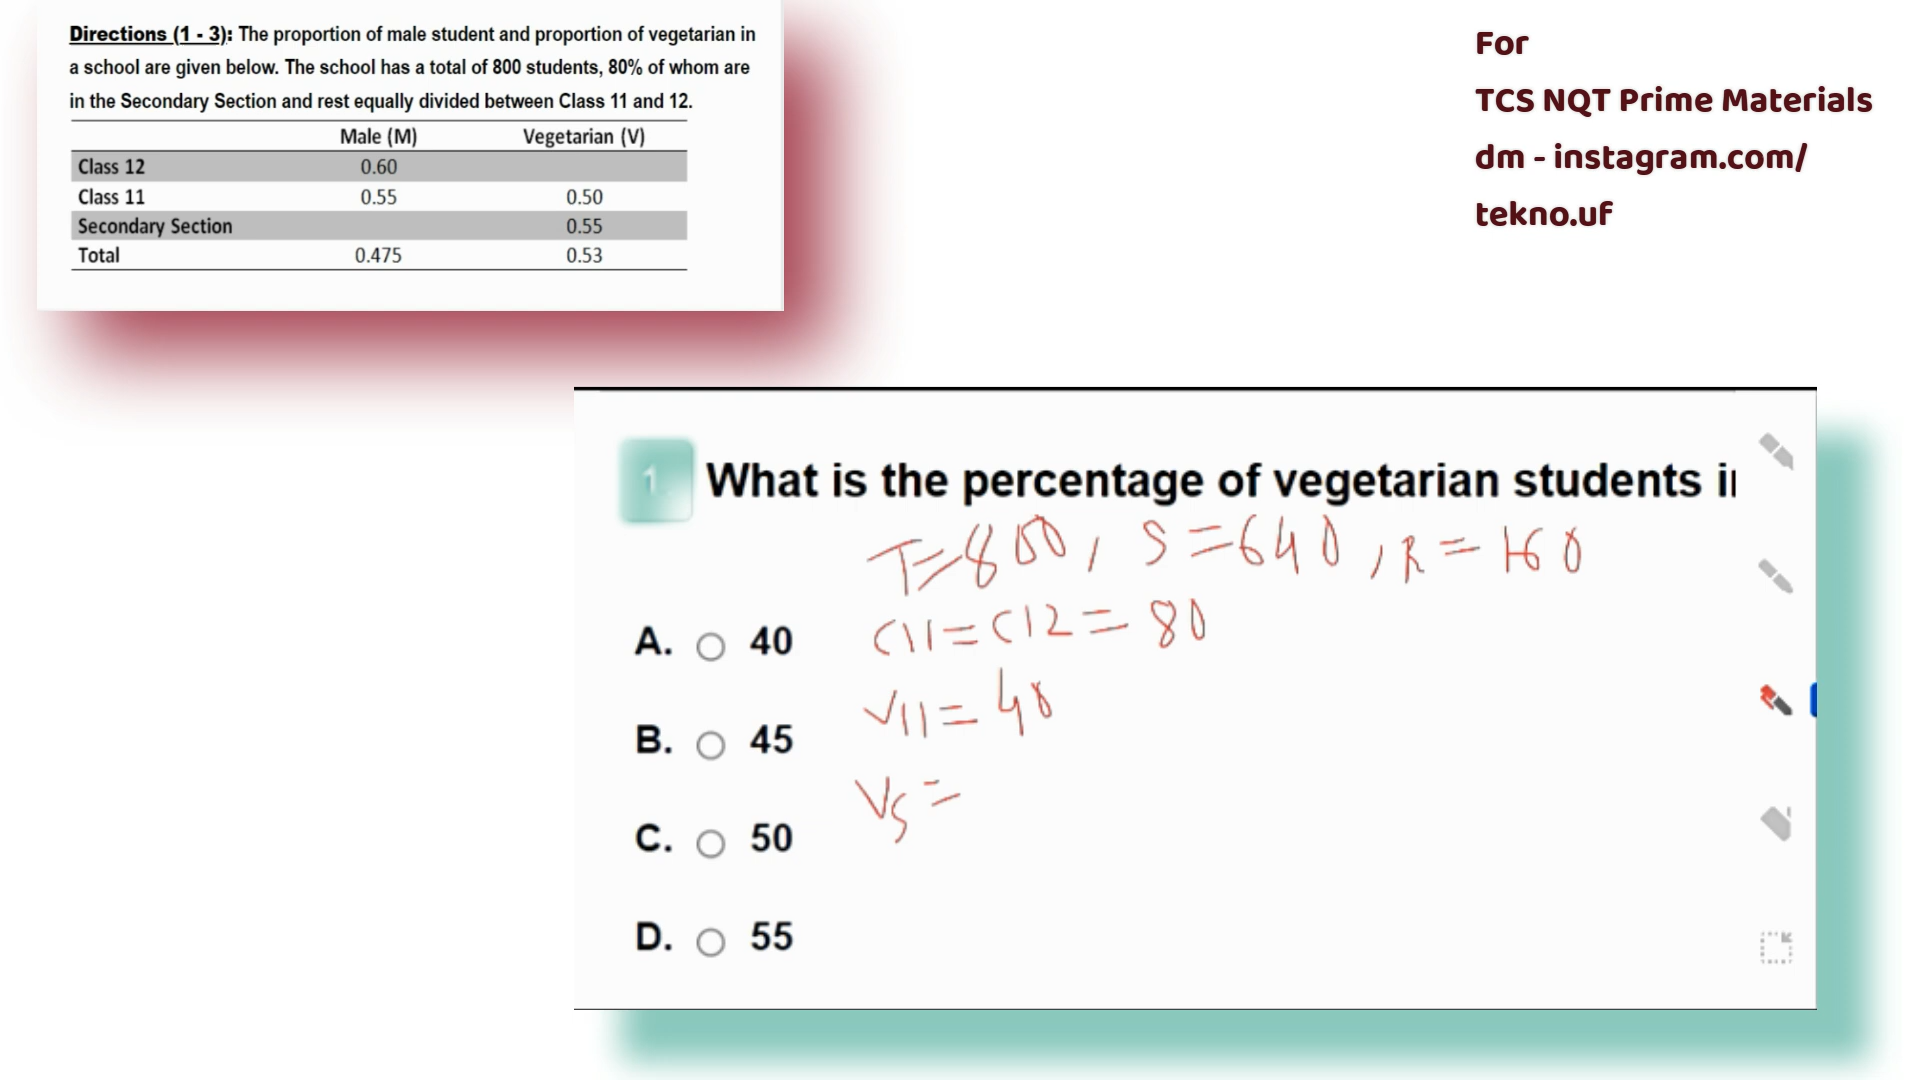 Directions (1 - 3): The proportion of male student and proportion of vegetarian in
a school are given below. The school has a total of 800 students, 80% of whom are
in the Secondary Section and rest equally divided between Class 11 and 12.
Male (M) Vegetarian (V)
Class 12 0.60
Class 11 0.55 0.50
Secondary Section 0.55
Total 0.475 0.53
For
TCS NQT Prime Materials
dm - instagram.com/
tekno.uf
1. What is the percentage of vegetarian students in
T=800, S=640, R=160
C11=C12=80
V11=40
Vs=
A. 40
B. 45
C. 50
D. 55